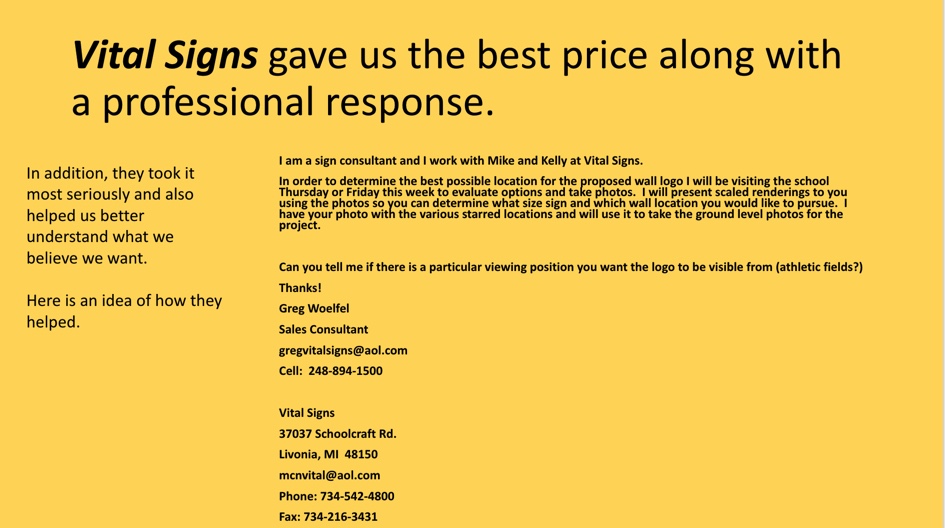 Vital Signs gave us the best price along with
a professional response.
In addition, they took it
most seriously and also
helped us better
understand what we
believe we want.
Here is an idea of how they
helped.
I am a sign consultant and I work with Mike and Kelly at Vital Signs.
In order to determine the best possible location for the proposed wall logo I will be visiting the school
Thursday or Friday this week to evaluate options and take photos.  I will present scaled renderings to you
using the photos so you can determine what size sign and which wall location you would like to pursue.  I
have your photo with the various starred locations and will use it to take the ground level photos for the
project.
Can you tell me if there is a particular viewing position you want the logo to be visible from (athletic fields?)
Thanks!
Greg Woelfel
Sales Consultant
gregvitalsigns@aol.com
Cell:  248-894-1500
Vital Signs
37037 Schoolcraft Rd.
Livonia, MI  48150
mcnvital@aol.com
Phone: 734-542-4800
Fax: 734-216-3431